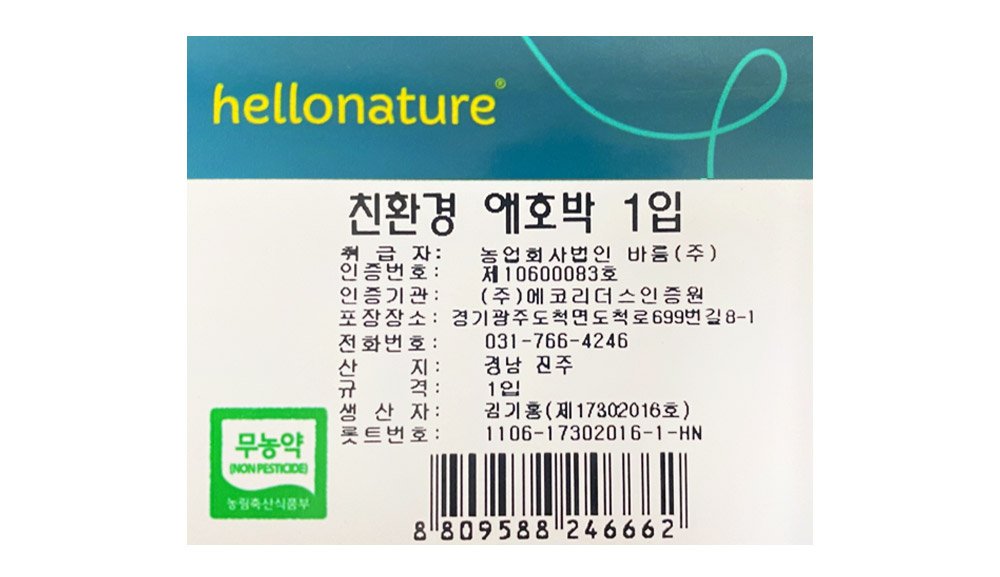 hellonature®
친환경 애호박 1입
취 급 자: 농업회사법인 바름(주)
인증번호: 제10600083호
인증기관: (주)에코리더스인증원
포장장소: 경기광주도척면도척로699번길8-1
전화번호: 031-766-4246
산 지: 경남 진주
규 격: 1입
생 산 자: 김기홍(제17302016호)
롯트번호: 1106-17302016-1-HN
무농약
(NON PESTICIDE)
농림축산식품부
8 809588 246662